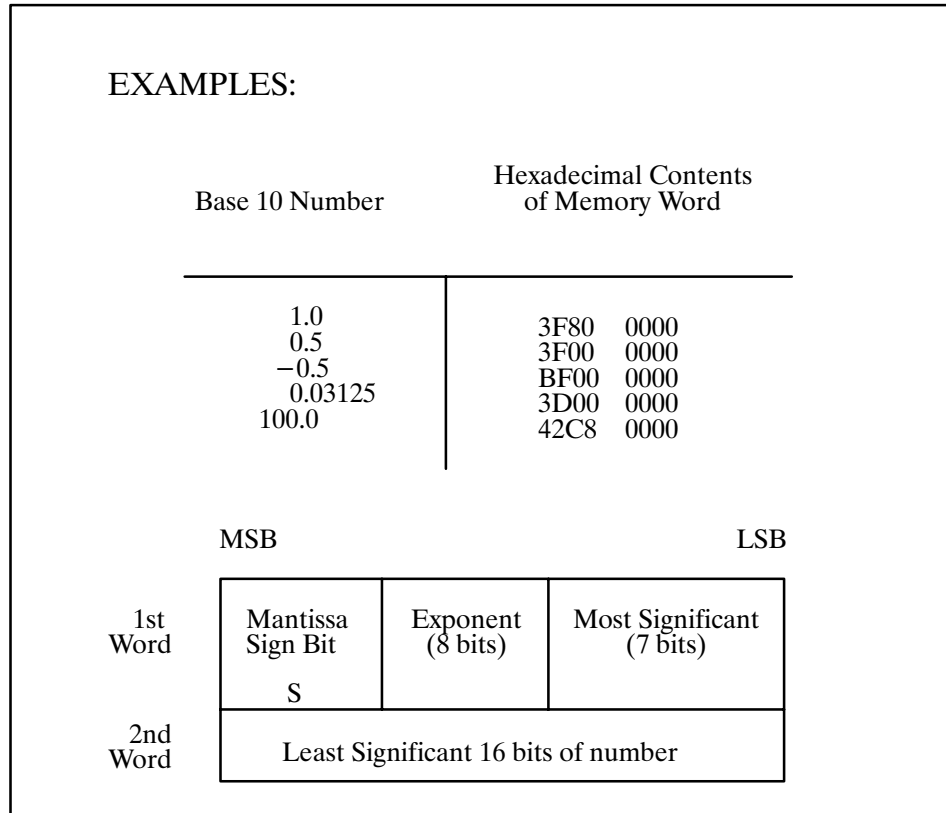 EXAMPLES:
Base 10 Number
Hexadecimal Contents
of Memory Word
1.0 3F80 0000
0.5 3F00 0000
−0.5 BF00 0000
0.03125 3D00 0000
100.0 42C8 0000
MSB LSB
1st
Word
Mantissa
Sign Bit
S
Exponent
(8 bits)
Most Significant
(7 bits)
2nd
Word
Least Significant 16 bits of number